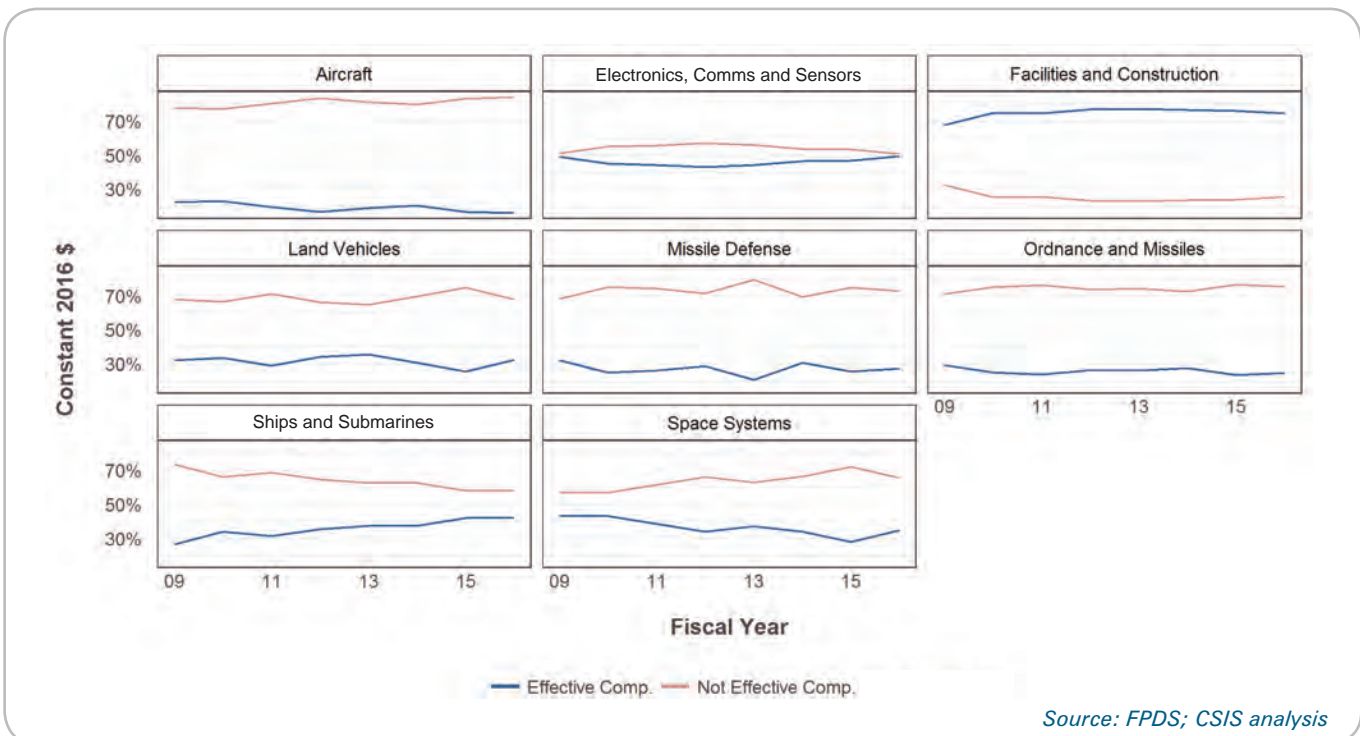 Aircraft
Electronics, Comms and Sensors
Facilities and Construction
70%
50%
30%
Land Vehicles
Missile Defense
Ordnance and Missiles
70%
50%
30%
09 11 13 15
Ships and Submarines
Space Systems
70%
50%
30%
09 11 13 15
09 11 13 15
Constant 2016 $
Fiscal Year
Effective Comp.
Not Effective Comp.
Source: FPDS; CSIS analysis